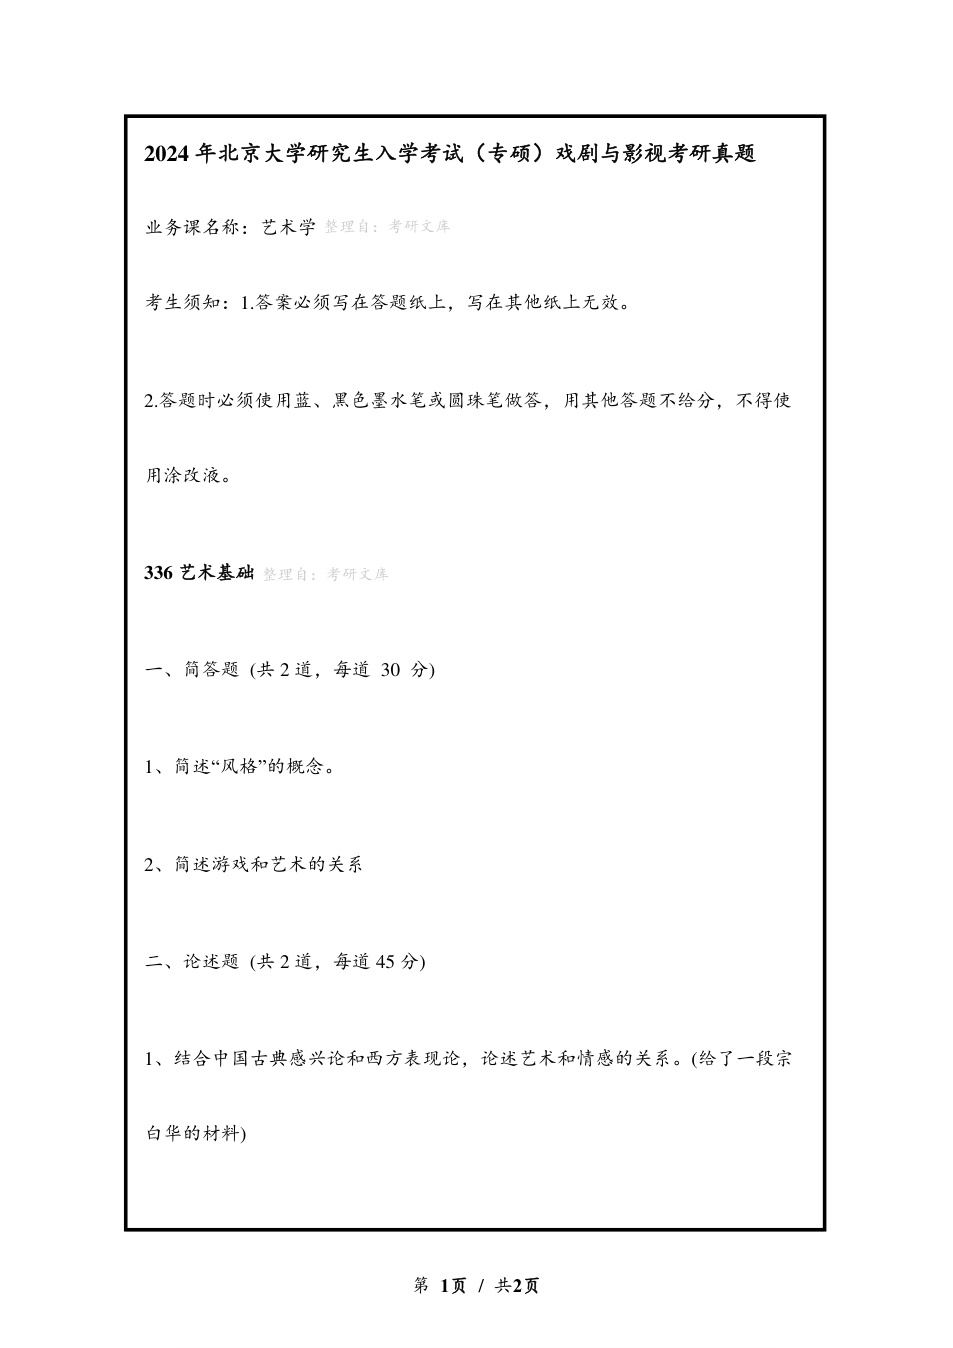 2024 年北京大学研究生入学考试（专硕）戏剧与影视考研真题
业务课名称：艺术学 整理自：考研文库
考生须知：1.答案必须写在答题纸上，写在其他纸上无效。
2.答题时必须使用蓝、黑色墨水笔或圆珠笔做答，用其他答题不给分，不得使
用涂改液。
336 艺术基础 整理自：考研文库
一、简答题 (共 2 道，每道 30 分)
1、简述“风格”的概念。
2、简述游戏和艺术的关系
二、论述题 (共 2 道，每道 45 分)
1、结合中国古典感兴论和西方表现论，论述艺术和情感的关系。(给了一段宗
白华的材料)
第 1页 / 共2页